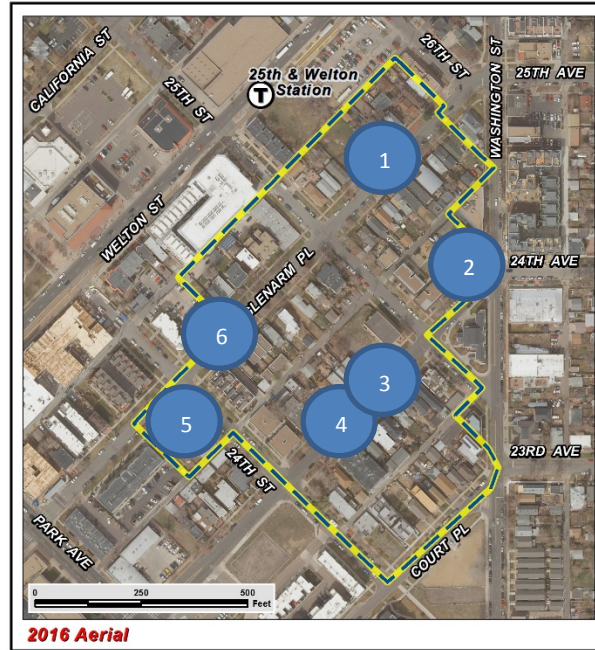 CALIFORNIA ST
25TH ST
26TH ST
WASHINGTON ST
25TH AVE
25th & Welton
T Station
1
WELTON ST
2
24TH AVE
GLENARM PL
6
3
4
5
24TH ST
23RD AVE
PARK AVE
COURT PL
0 250 500
Feet
2016 Aerial